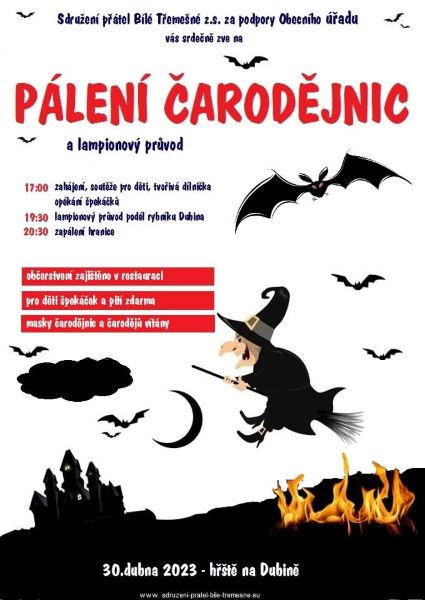 Sdružení přátel Bílé Třemešné z.s. za podpory Obecního úřadu
vás srdečně zve na
PÁLENÍ ČARODĚJNIC
a lampionový průvod
17:00 zahájení, soutěže pro děti, tvořivá dílnička
opékání špekáčků
19:30 lampionový průvod podél rybníku Dubina
20:30 zapálení hranice
občerstvení zajištěno v restauraci
pro děti špekáček a pití zdarma
masky čarodějnic a čarodějů vítány
30.dubna 2023 - hřiště na Dubině
www.sdruzeni-pratel-bile-tremesne.eu